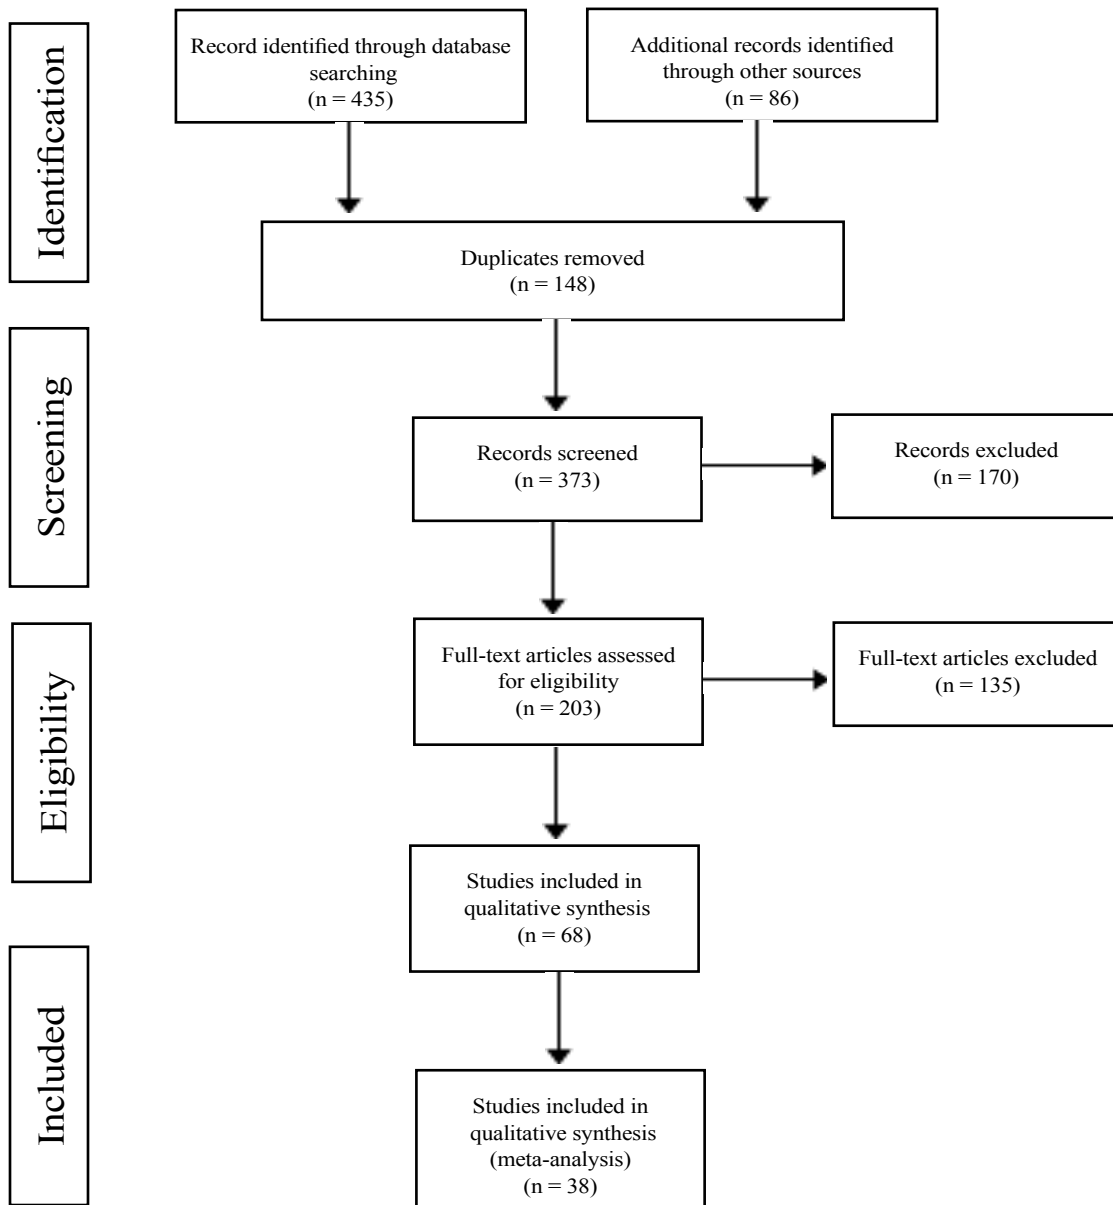 Identification
Record identified through database
searching
(n = 435)
Additional records identified
through other sources
(n = 86)
Duplicates removed
(n = 148)
Screening
Records screened
(n = 373)
Records excluded
(n = 170)
Eligibility
Full-text articles assessed
for eligibility
(n = 203)
Full-text articles excluded
(n = 135)
Studies included in
qualitative synthesis
(n = 68)
Included
Studies included in
qualitative synthesis
(meta-analysis)
(n = 38)